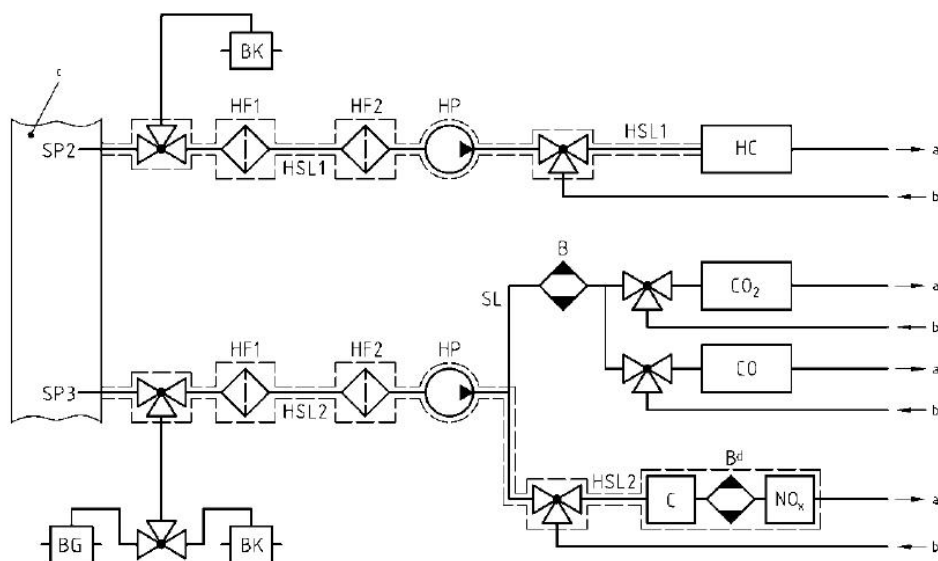 BK
c
HF1 HF2 HP
HSL1
SP2 HSL1 HC a
b
B
SL CO₂ a
b
HF1 HF2 HP
CO a
SP3 HSL2 b
HSL2 Bᵈ
C NOₓ a
BG BK b